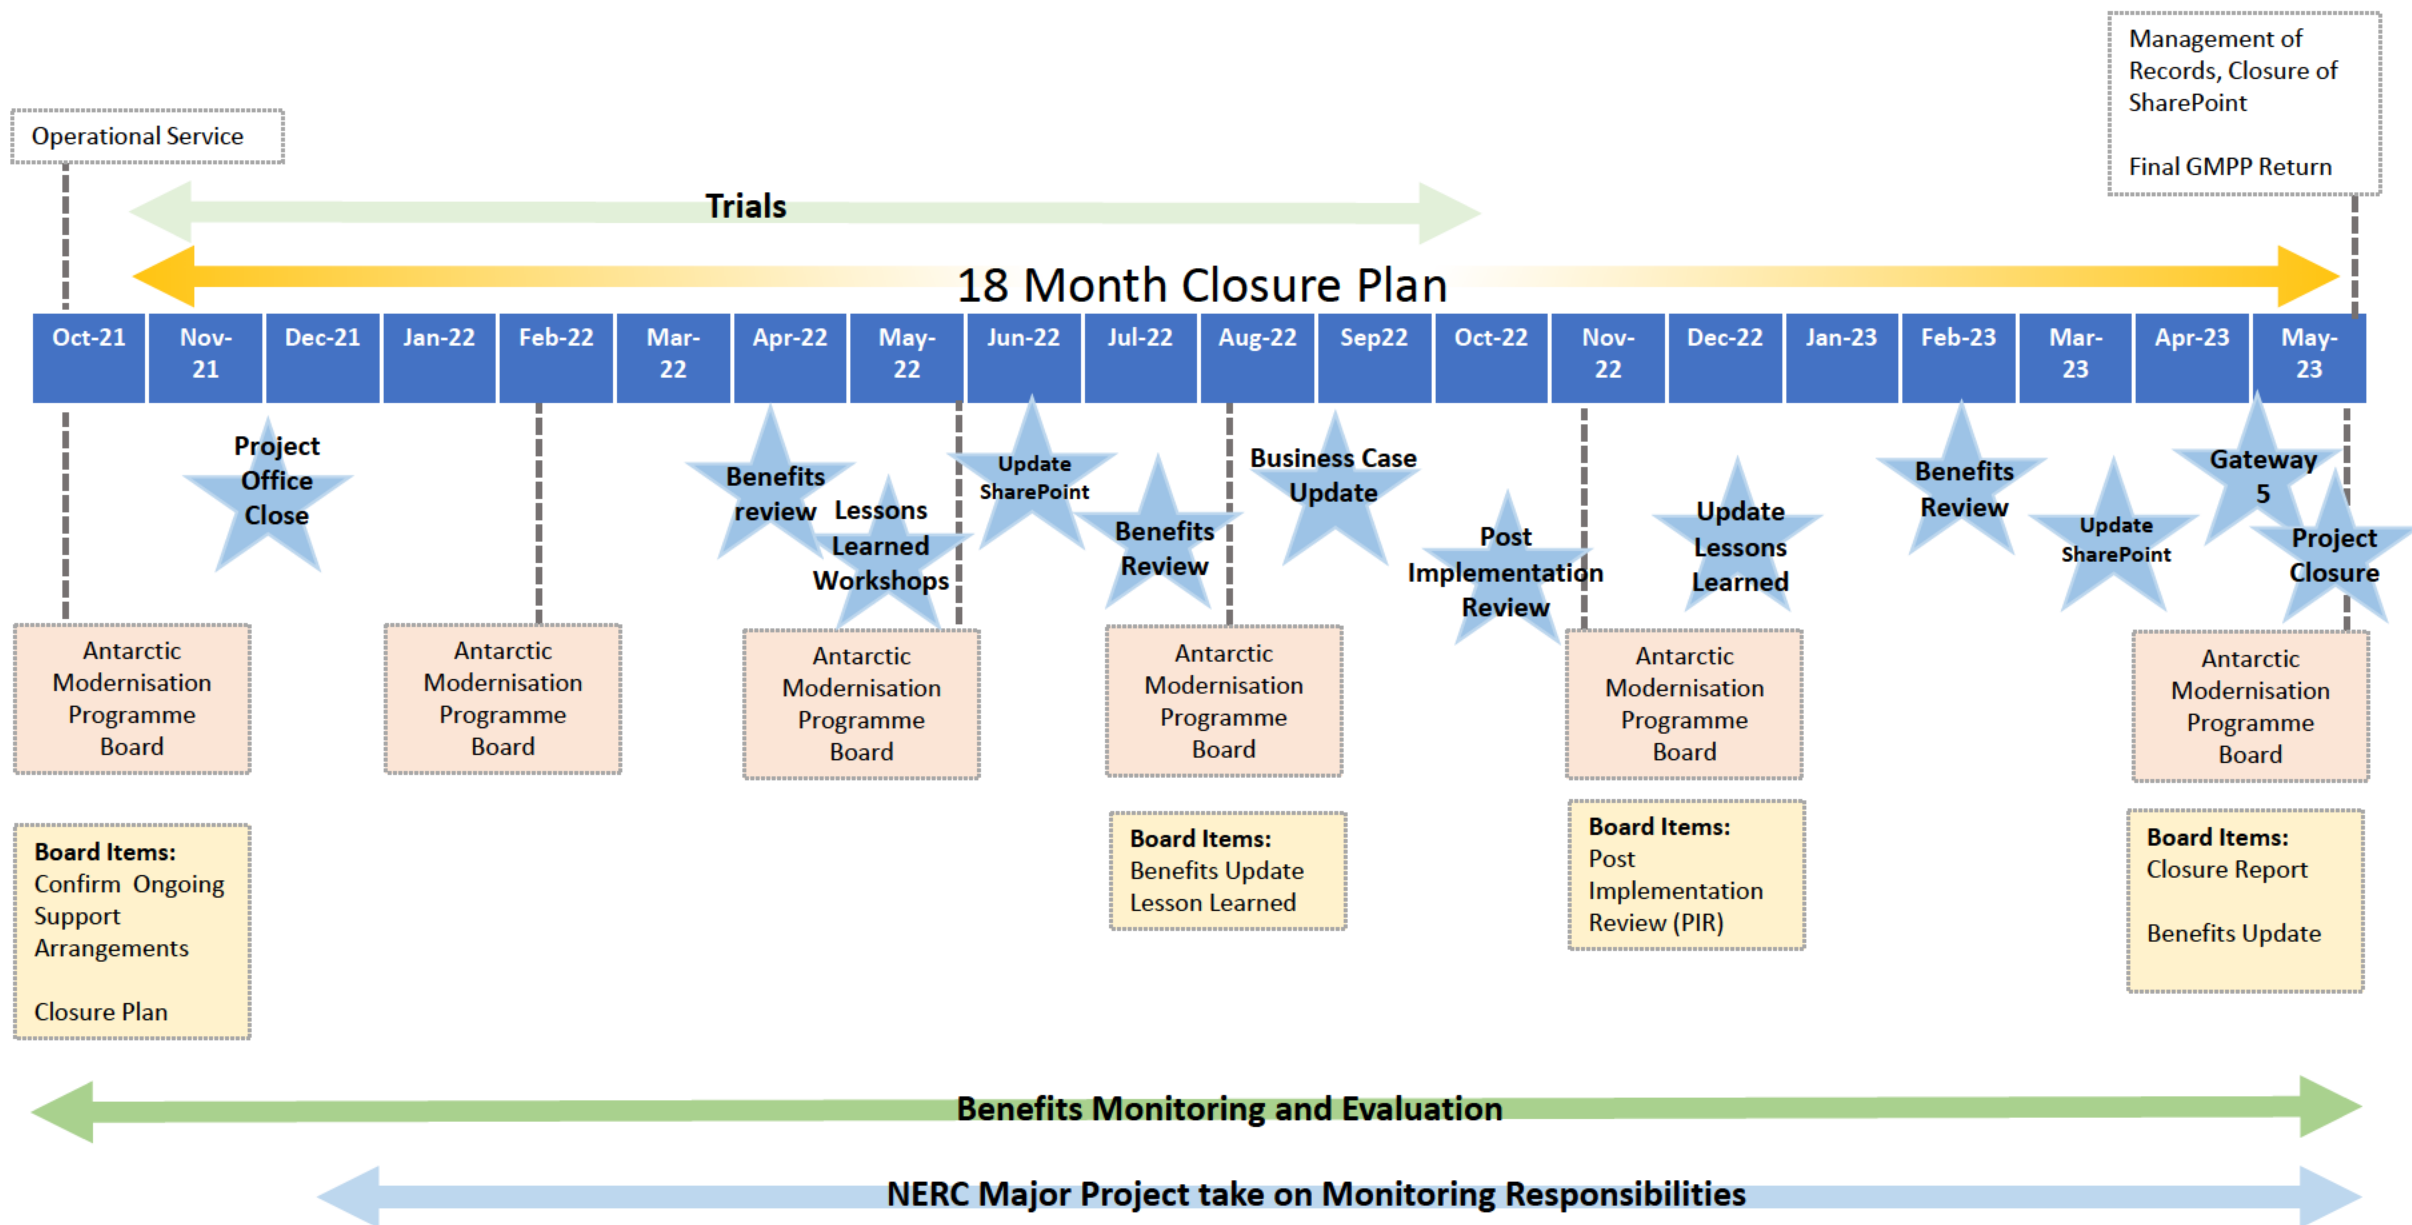 Management of
Records, Closure of
SharePoint
Final GMPP Return
Operational Service
Trials
18 Month Closure Plan
Oct-21
Nov-
21
Dec-21
Jan-22
Feb-22
Mar-
22
Apr-22
May-
22
Jun-22
Jul-22
Aug-22
Sep22
Oct-22
Nov-
22
Dec-22
Jan-23
Feb-23
Mar-
23
Apr-23
May-
23
Project
Office
Close
Benefits
review
Lessons
Learned
Workshops
Update
SharePoint
Benefits
Review
Business Case
Update
Post
Implementation
Review
Update
Lessons
Learned
Benefits
Review
Update
SharePoint
Gateway
5
Project
Closure
Antarctic
Modernisation
Programme
Board
Antarctic
Modernisation
Programme
Board
Antarctic
Modernisation
Programme
Board
Antarctic
Modernisation
Programme
Board
Antarctic
Modernisation
Programme
Board
Antarctic
Modernisation
Programme
Board
Board Items:
Confirm Ongoing
Support
Arrangements
Closure Plan
Board Items:
Benefits Update
Lesson Learned
Board Items:
Post
Implementation
Review (PIR)
Board Items:
Closure Report
Benefits Update
Benefits Monitoring and Evaluation
NERC Major Project take on Monitoring Responsibilities